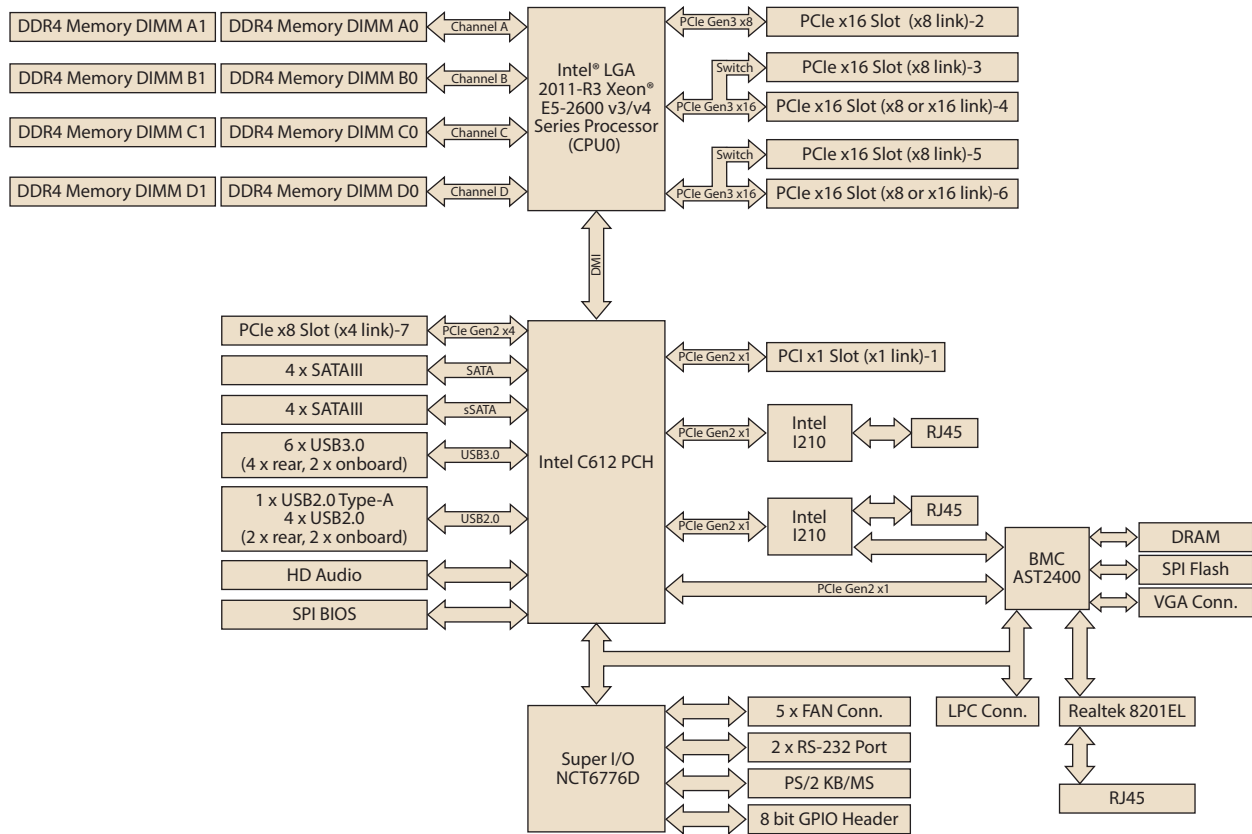 DDR4 Memory DIMM A1
DDR4 Memory DIMM A0
Channel A
DDR4 Memory DIMM B1
DDR4 Memory DIMM B0
Channel B
DDR4 Memory DIMM C1
DDR4 Memory DIMM C0
Channel C
DDR4 Memory DIMM D1
DDR4 Memory DIMM D0
Channel D
Intel® LGA
2011-R3 Xeon®
E5-2600 v3/v4
Series Processor
(CPU0)
PCIe Gen3 x8
PCIe x16 Slot (x8 link)-2
Switch
PCIe x16 Slot (x8 link)-3
PCIe Gen3 x16
PCIe x16 Slot (x8 or x16 link)-4
Switch
PCIe x16 Slot (x8 link)-5
PCIe Gen3 x16
PCIe x16 Slot (x8 or x16 link)-6
DMI
PCIe x8 Slot (x4 link)-7
PCIe Gen2 x4
4 x SATAIII
SATA
4 x SATAIII
sSATA
6 x USB3.0
(4 x rear, 2 x onboard)
USB3.0
1 x USB2.0 Type-A
4 x USB2.0
(2 x rear, 2 x onboard)
USB2.0
HD Audio
SPI BIOS
Intel C612 PCH
PCIe Gen2 x1
PCI x1 Slot (x1 link)-1
PCIe Gen2 x1
Intel
I210
RJ45
PCIe Gen2 x1
Intel
I210
RJ45
PCIe Gen2 x1
BMC
AST2400
DRAM
SPI Flash
VGA Conn.
Super I/O
NCT6776D
5 x FAN Conn.
2 x RS-232 Port
PS/2 KB/MS
8 bit GPIO Header
LPC Conn.
Realtek 8201EL
RJ45